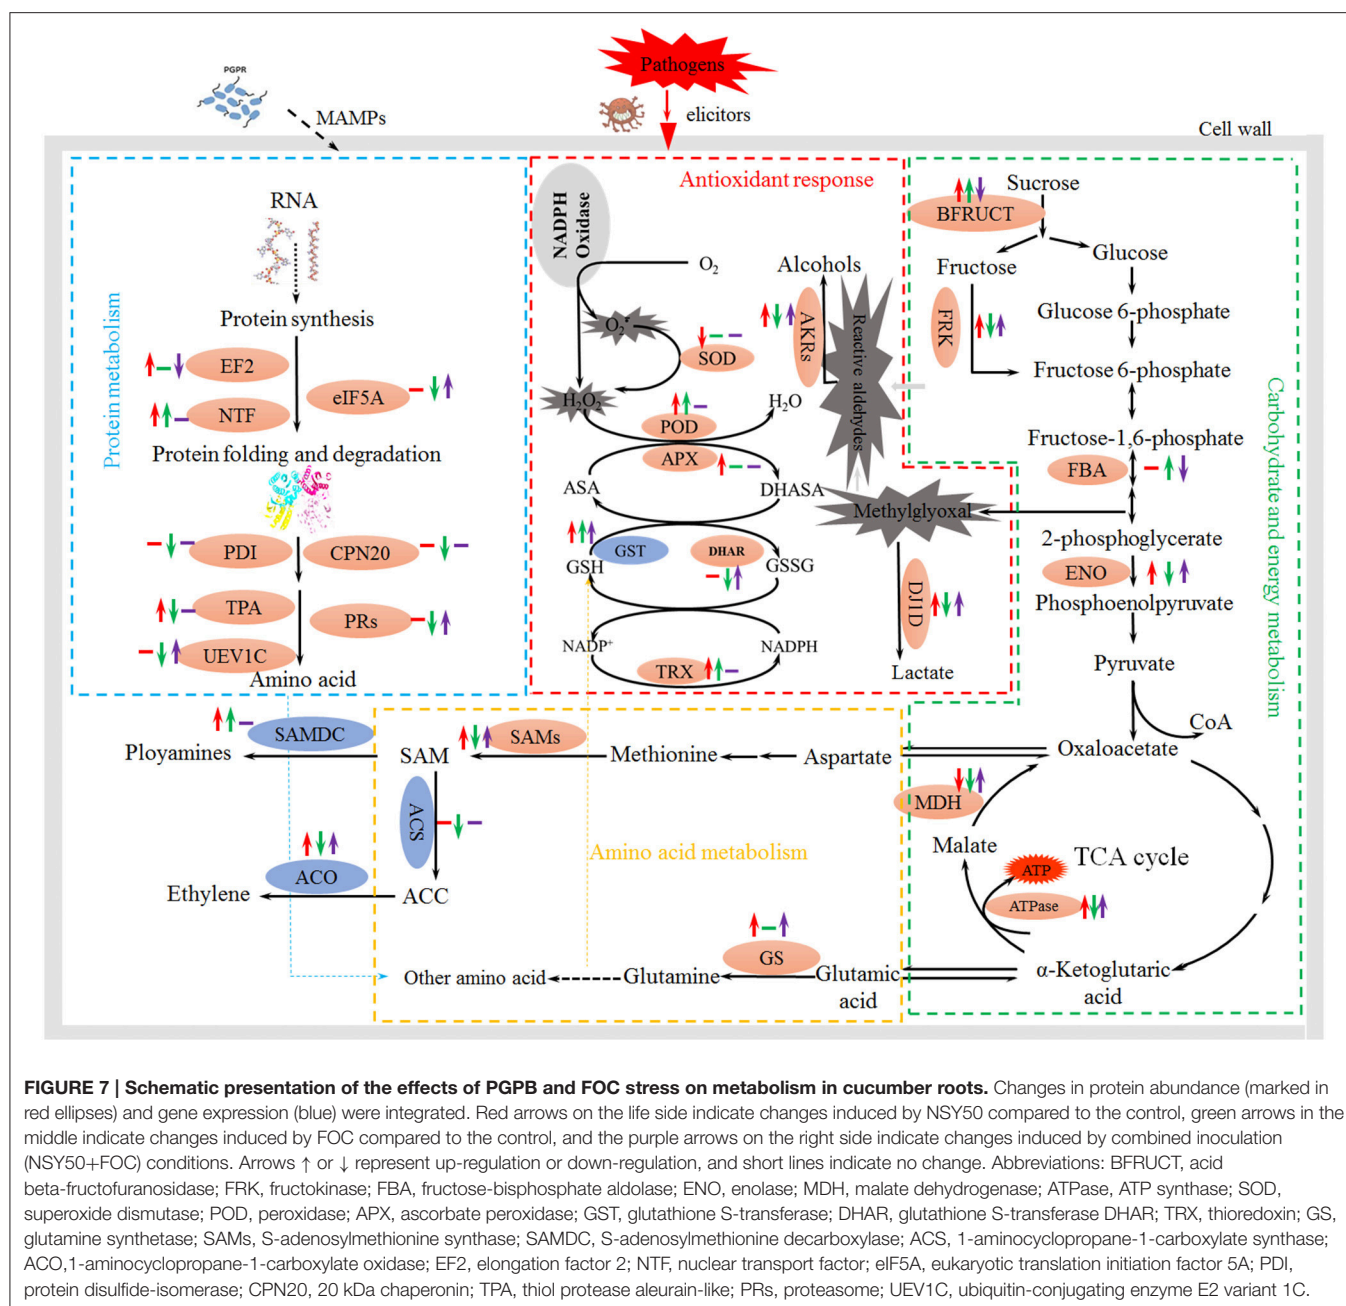 PGPR
MAMPs
Pathogens
elicitors
Cell wall
Protein metabolism
RNA
Protein synthesis
EF2
eIF5A
NTF
Protein folding and degradation
PDI
CPN20
TPA
PRs
UEV1C
Amino acid
Antioxidant response
NADPH
Oxidase
O2
O2·-
SOD
H2O2
H2O
POD
APX
ASA
DHASA
GST
DHAR
GSH
GSSG
NADP+
NADPH
TRX
Alcohols
AKRs
Reactive aldehydes
Methylglyoxal
DJ1D
Lactate
Carbohydrate and energy metabolism
Sucrose
BFRUCT
Fructose
Glucose
FRK
Glucose 6-phosphate
Fructose 6-phosphate
Fructose-1,6-phosphate
FBA
2-phosphoglycerate
ENO
Phosphoenolpyruvate
Pyruvate
CoA
Oxaloacetate
MDH
Malate
TCA cycle
ATP
ATPase
α-Ketoglutaric
acid
Amino acid metabolism
SAMDC
Ployamines
SAM
SAMs
Methionine
Aspartate
ACS
ACO
Ethylene
ACC
Other amino acid
Glutamine
GS
Glutamic
acid
FIGURE 7 | Schematic presentation of the effects of PGPB and FOC stress on metabolism in cucumber roots. Changes in protein abundance (marked in
red ellipses) and gene expression (blue) were integrated. Red arrows on the life side indicate changes induced by NSY50 compared to the control, green arrows in the
middle indicate changes induced by FOC compared to the control, and the purple arrows on the right side indicate changes induced by combined inoculation
(NSY50+FOC) conditions. Arrows ↑ or ↓ represent up-regulation or down-regulation, and short lines indicate no change. Abbreviations: BFRUCT, acid
beta-fructofuranosidase; FRK, fructokinase; FBA, fructose-bisphosphate aldolase; ENO, enolase; MDH, malate dehydrogenase; ATPase, ATP synthase; SOD,
superoxide dismutase; POD, peroxidase; APX, ascorbate peroxidase; GST, glutathione S-transferase; DHAR, glutathione S-transferase DHAR; TRX, thioredoxin; GS,
glutamine synthetase; SAMs, S-adenosylmethionine synthase; SAMDC, S-adenosylmethionine decarboxylase; ACS, 1-aminocyclopropane-1-carboxylate synthase;
ACO,1-aminocyclopropane-1-carboxylate oxidase; EF2, elongation factor 2; NTF, nuclear transport factor; eIF5A, eukaryotic translation initiation factor 5A; PDI,
protein disulfide-isomerase; CPN20, 20 kDa chaperonin; TPA, thiol protease aleurain-like; PRs, proteasome; UEV1C, ubiquitin-conjugating enzyme E2 variant 1C.